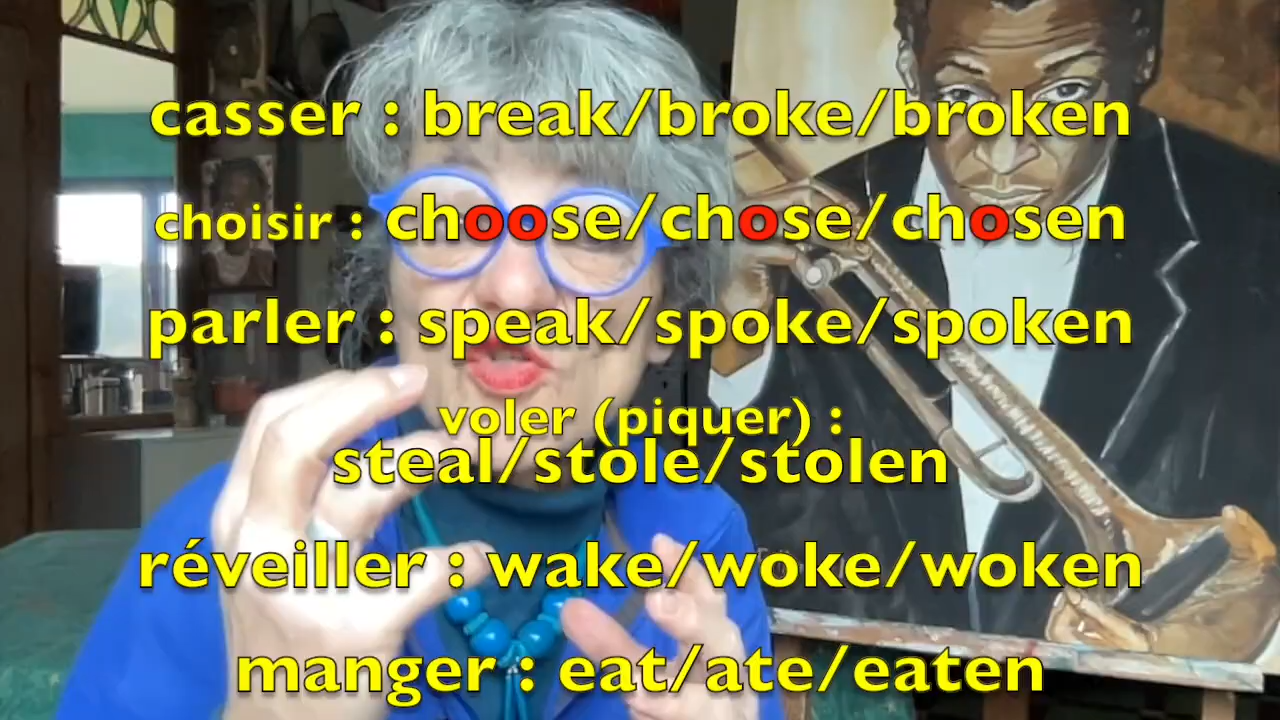 casser : break/broke/broken
choisir : choose/chose/chosen
parler : speak/spoke/spoken
voler (piquer) :
steal/stole/stolen
réveiller : wake/woke/woken
manger : eat/ate/eaten